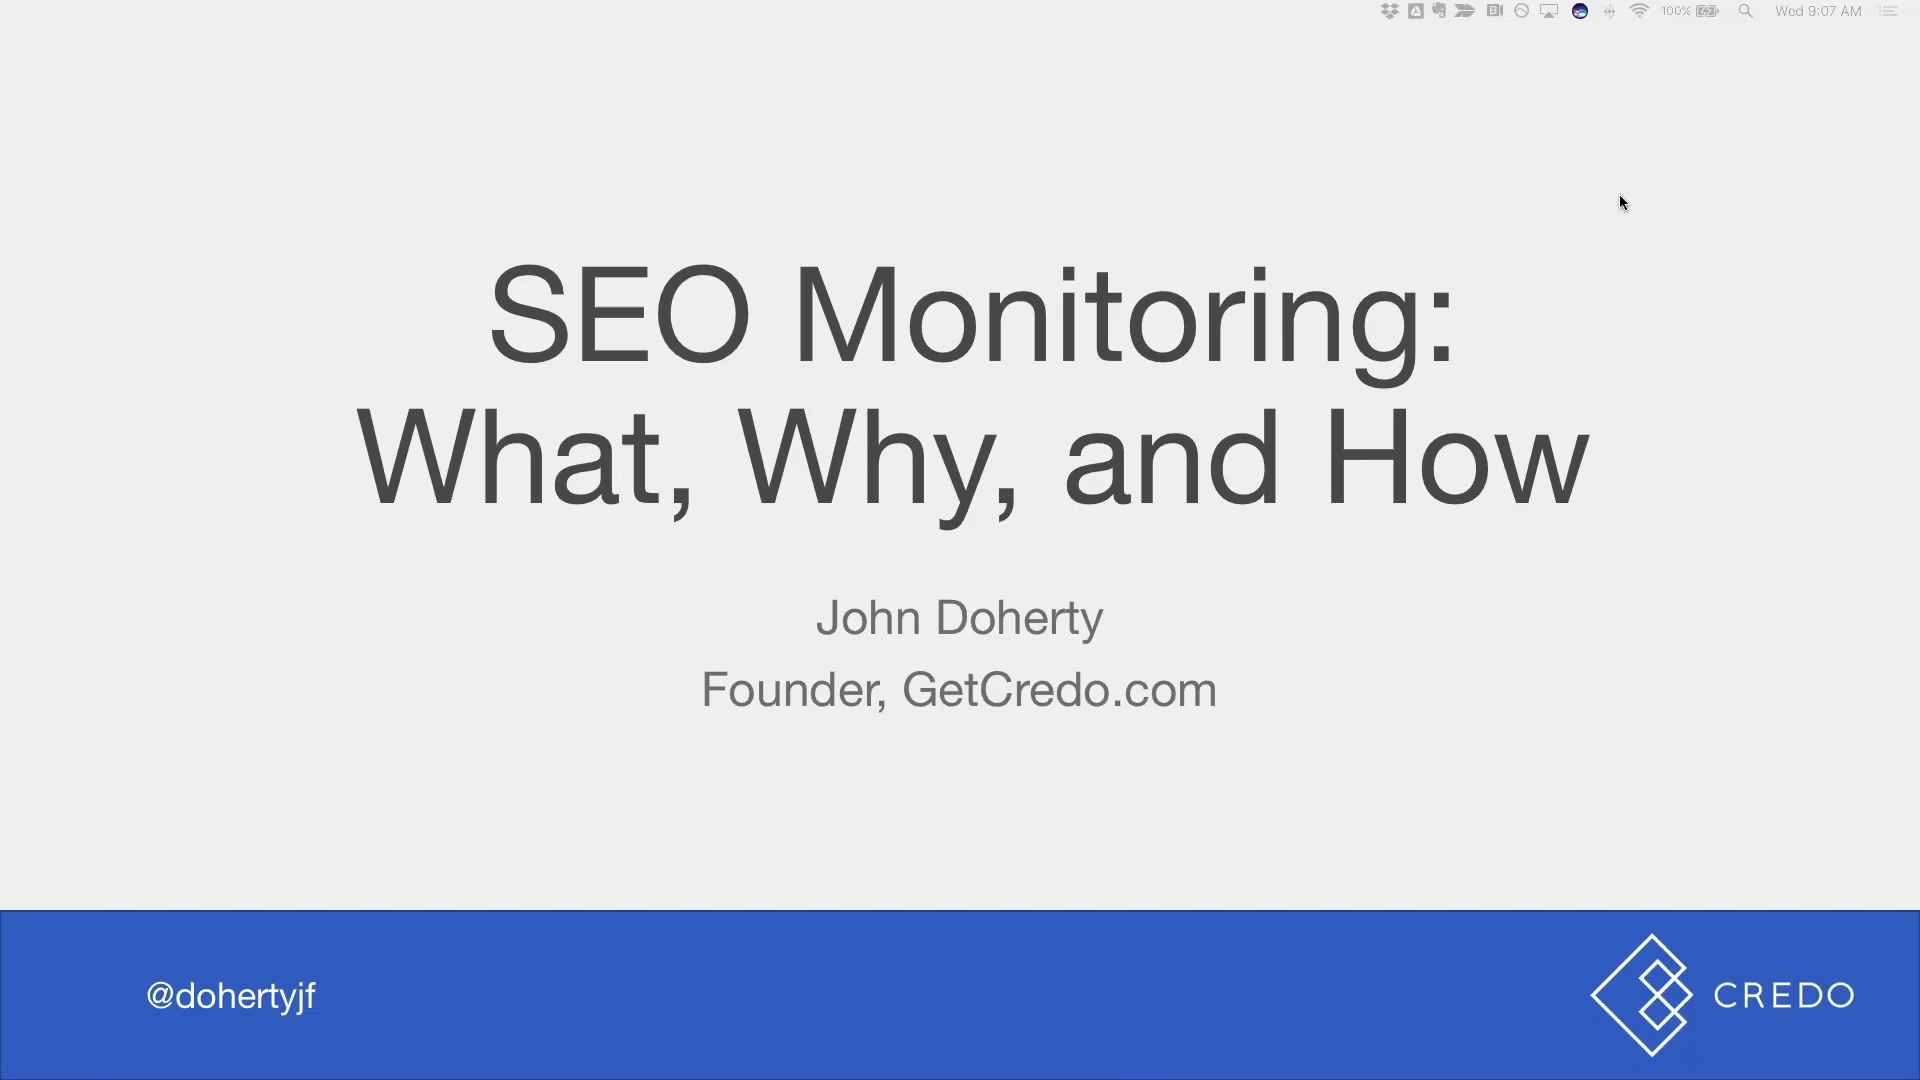 100% Wed 9:07 AM
SEO Monitoring:
What, Why, and How
John Doherty
Founder, GetCredo.com
@dohertyjf
CREDO